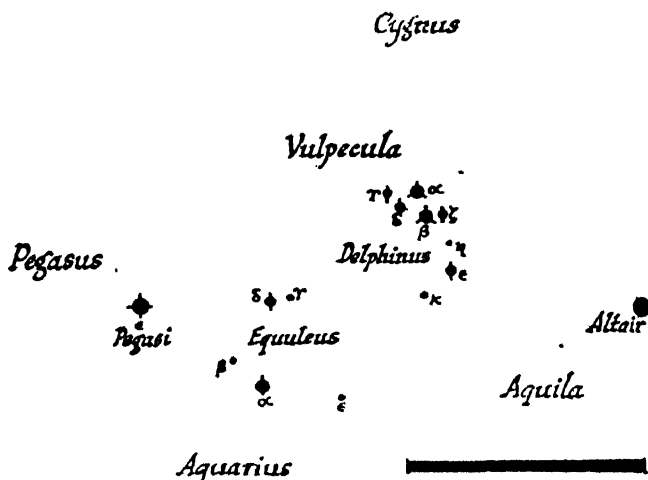 Cygnus
Vulpecula
γ α
δ β ζ
Delphinus η
ε
Pegasus
κ
δ γ
ε
Pegasi
Equuleus
Altair
β
α ε
Aquila
Aquarius